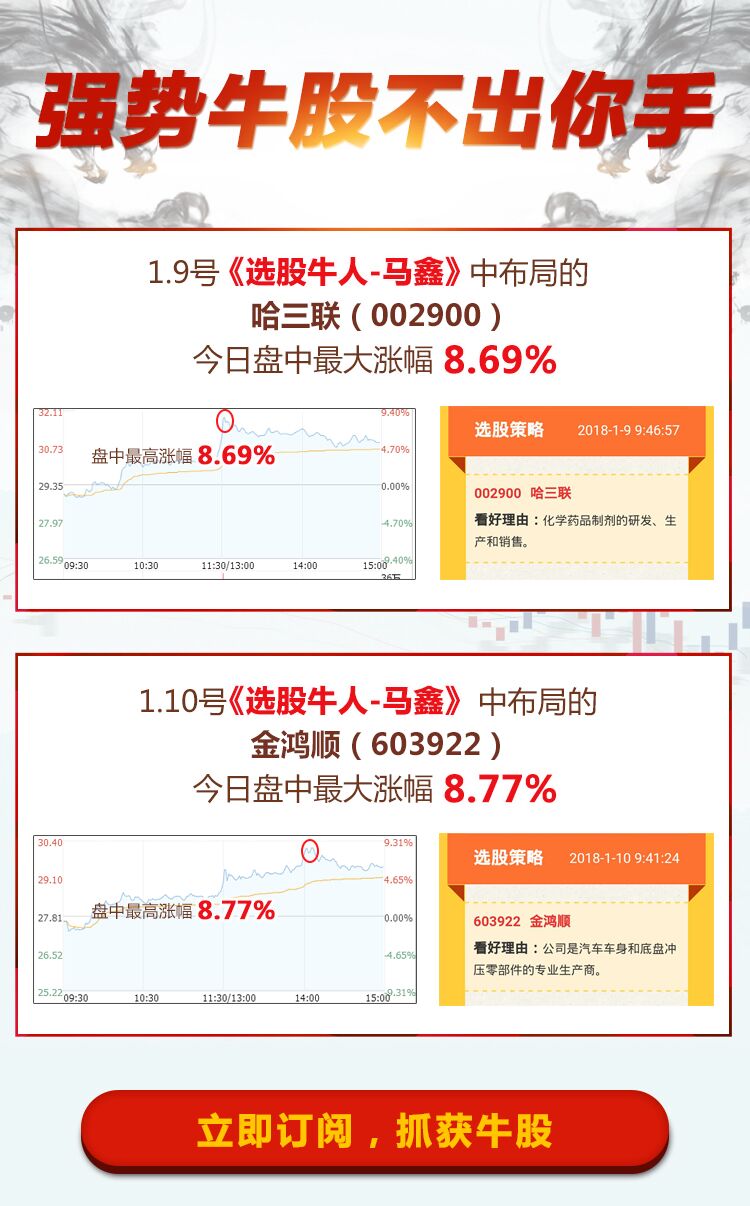 强势牛股不出你手
1.9号《选股牛人-马鑫》中布局的
哈三联（002900）
今日盘中最大涨幅 8.69%
32.11
9.40%
30.73
4.70%
盘中最高涨幅 8.69%
29.35
0.00%
27.97
-4.70%
26.59
-9.40%
09:30
10:30
11:30/13:00
14:00
15:00
36万
选股策略
2018-1-9 9:46:57
002900 哈三联
看好理由：化学药品制剂的研发、生
产和销售。
1.10号《选股牛人-马鑫》中布局的
金鸿顺（603922）
今日盘中最大涨幅 8.77%
30.40
9.31%
29.10
4.65%
盘中最高涨幅 8.77%
27.81
0.00%
26.52
-4.65%
25.22
-9.31%
09:30
10:30
11:30/13:00
14:00
15:00
选股策略
2018-1-10 9:41:24
603922 金鸿顺
看好理由：公司是汽车车身和底盘冲
压零部件的专业生产商。
立即订阅，抓获牛股